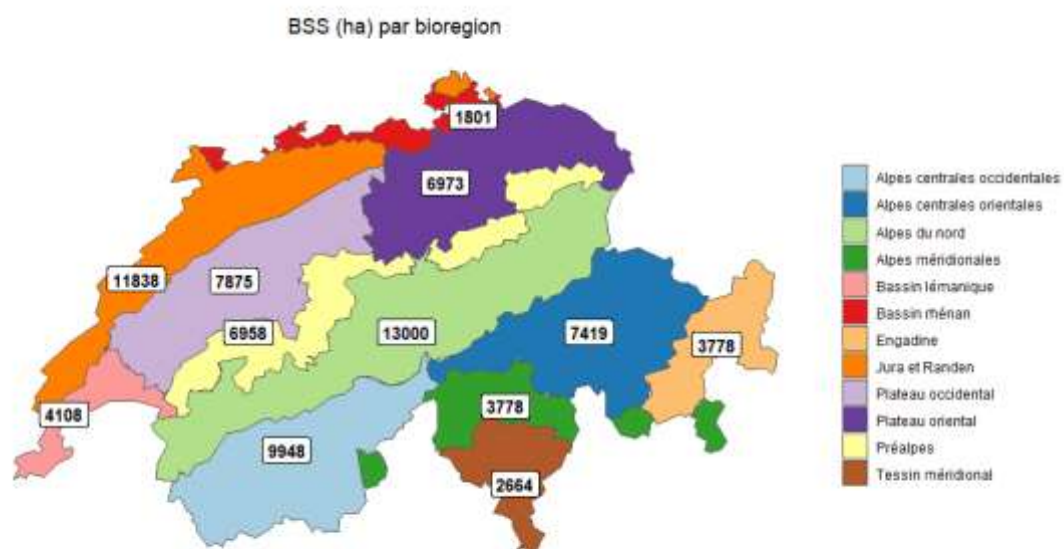 BSS (ha) par bioregion
1801
6973
11838
7875
6958
13000
7419
3778
4108
3778
9948
2664
Alpes centrales occidentales
Alpes centrales orientales
Alpes du nord
Alpes méridionales
Bassin lémanique
Bassin rhénan
Engadine
Jura et Randen
Plateau occidental
Plateau oriental
Préalpes
Tessin méridional